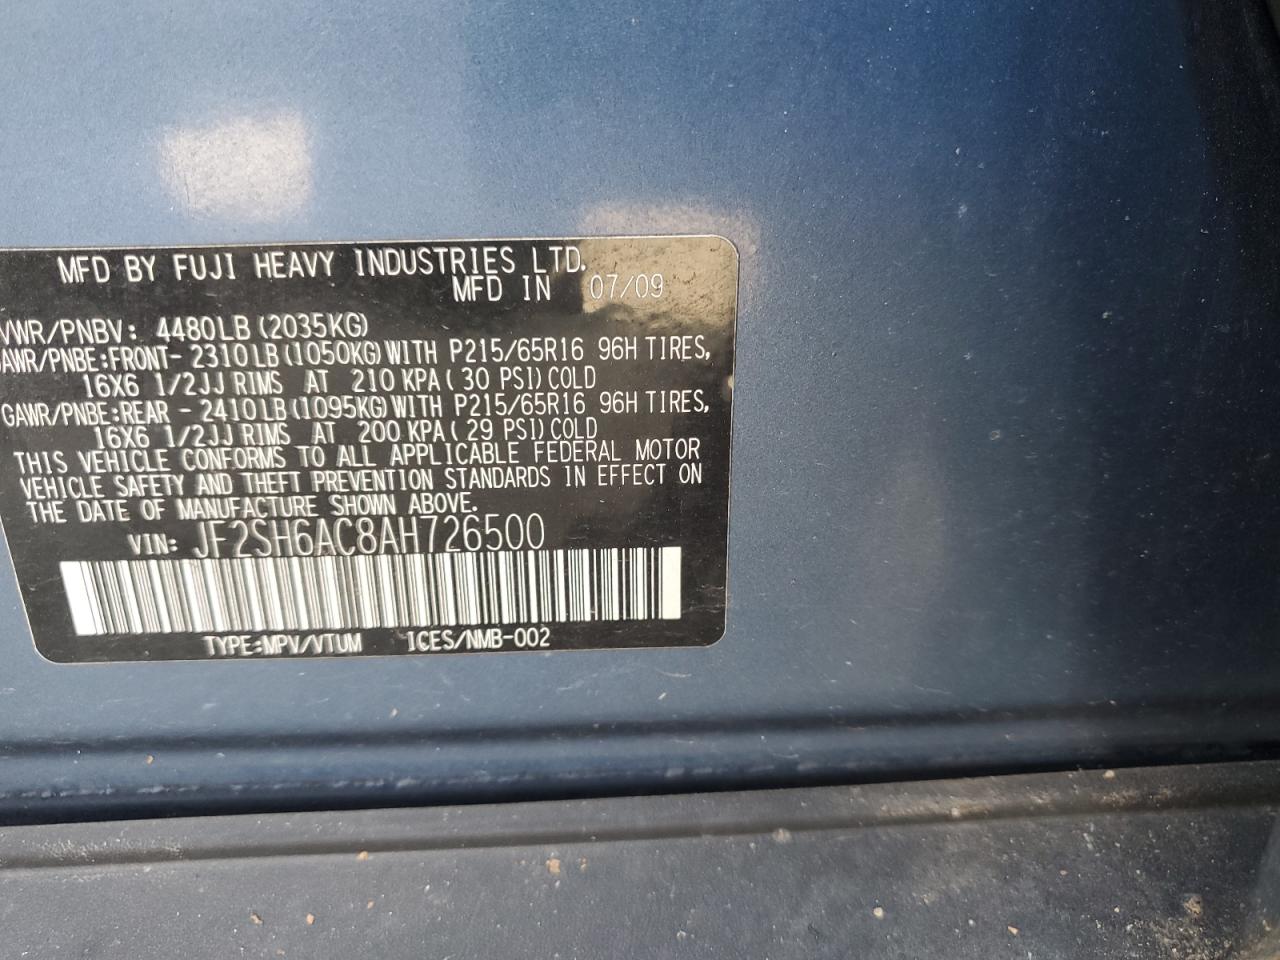 MFD BY FUJI HEAVY INDUSTRIES LTD.
MFD IN 07/09
VWR/PNBV: 4480LB(2035KG)
GAWR/PNBE:FRONT-2310LB(1050KG)WITH P215/65R16 96H TIRES,
16X6 1/2JJ RIMS AT 210 KPA(30 PSI)COLD
GAWR/PNBE:REAR -2410LB(1095KG)WITH P215/65R16 96H TIRES,
16X6 1/2JJ RIMS AT 200 KPA(29 PSI)COLD
THIS VEHICLE CONFORMS TO ALL APPLICABLE FEDERAL MOTOR
VEHICLE SAFETY AND THEFT PREVENTION STANDARDS IN EFFECT ON
THE DATE OF MANUFACTURE SHOWN ABOVE.
VIN: JF2SH6AC8AH726500
TYPE:MPV/VTUM ICES/NMB-002